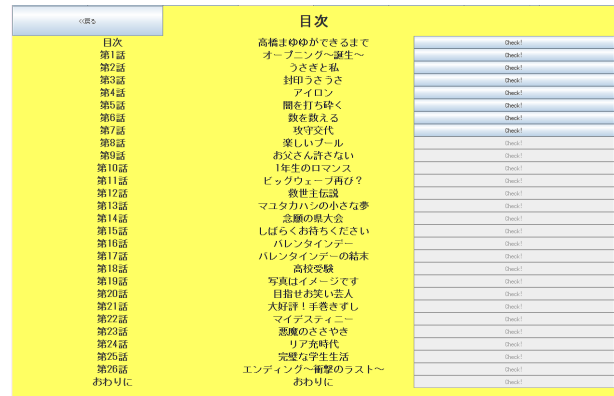 <<戻る 目次
目次 高橋まゆができるまで Check!
第1話 オープニング～誕生～ Check!
第2話 うさぎと私 Check!
第3話 封印うさうさ Check!
第4話 アイロン Check!
第5話 闇を打ち砕く Check!
第6話 数を数える Check!
第7話 攻守交代 Check!
第8話 楽しいプール Check!
第9話 お父さん許さない Check!
第10話 1年生のロマンス Check!
第11話 ビッグウェーブ再び？ Check!
第12話 救世主伝説 Check!
第13話 マユタカハシの小さな夢 Check!
第14話 念願の県大会 Check!
第15話 しばらくお待ちください Check!
第16話 バレンタインデー Check!
第17話 バレンタインデーの結末 Check!
第18話 高校受験 Check!
第19話 写真はイメージです Check!
第20話 目指せお笑い芸人 Check!
第21話 大好評！手巻きずし Check!
第22話 マイデスティニー Check!
第23話 悪魔のささやき Check!
第24話 リア充時代 Check!
第25話 完璧な学生生活 Check!
第26話 エンディング～衝撃のラスト～ Check!
おわりに おわりに Check!